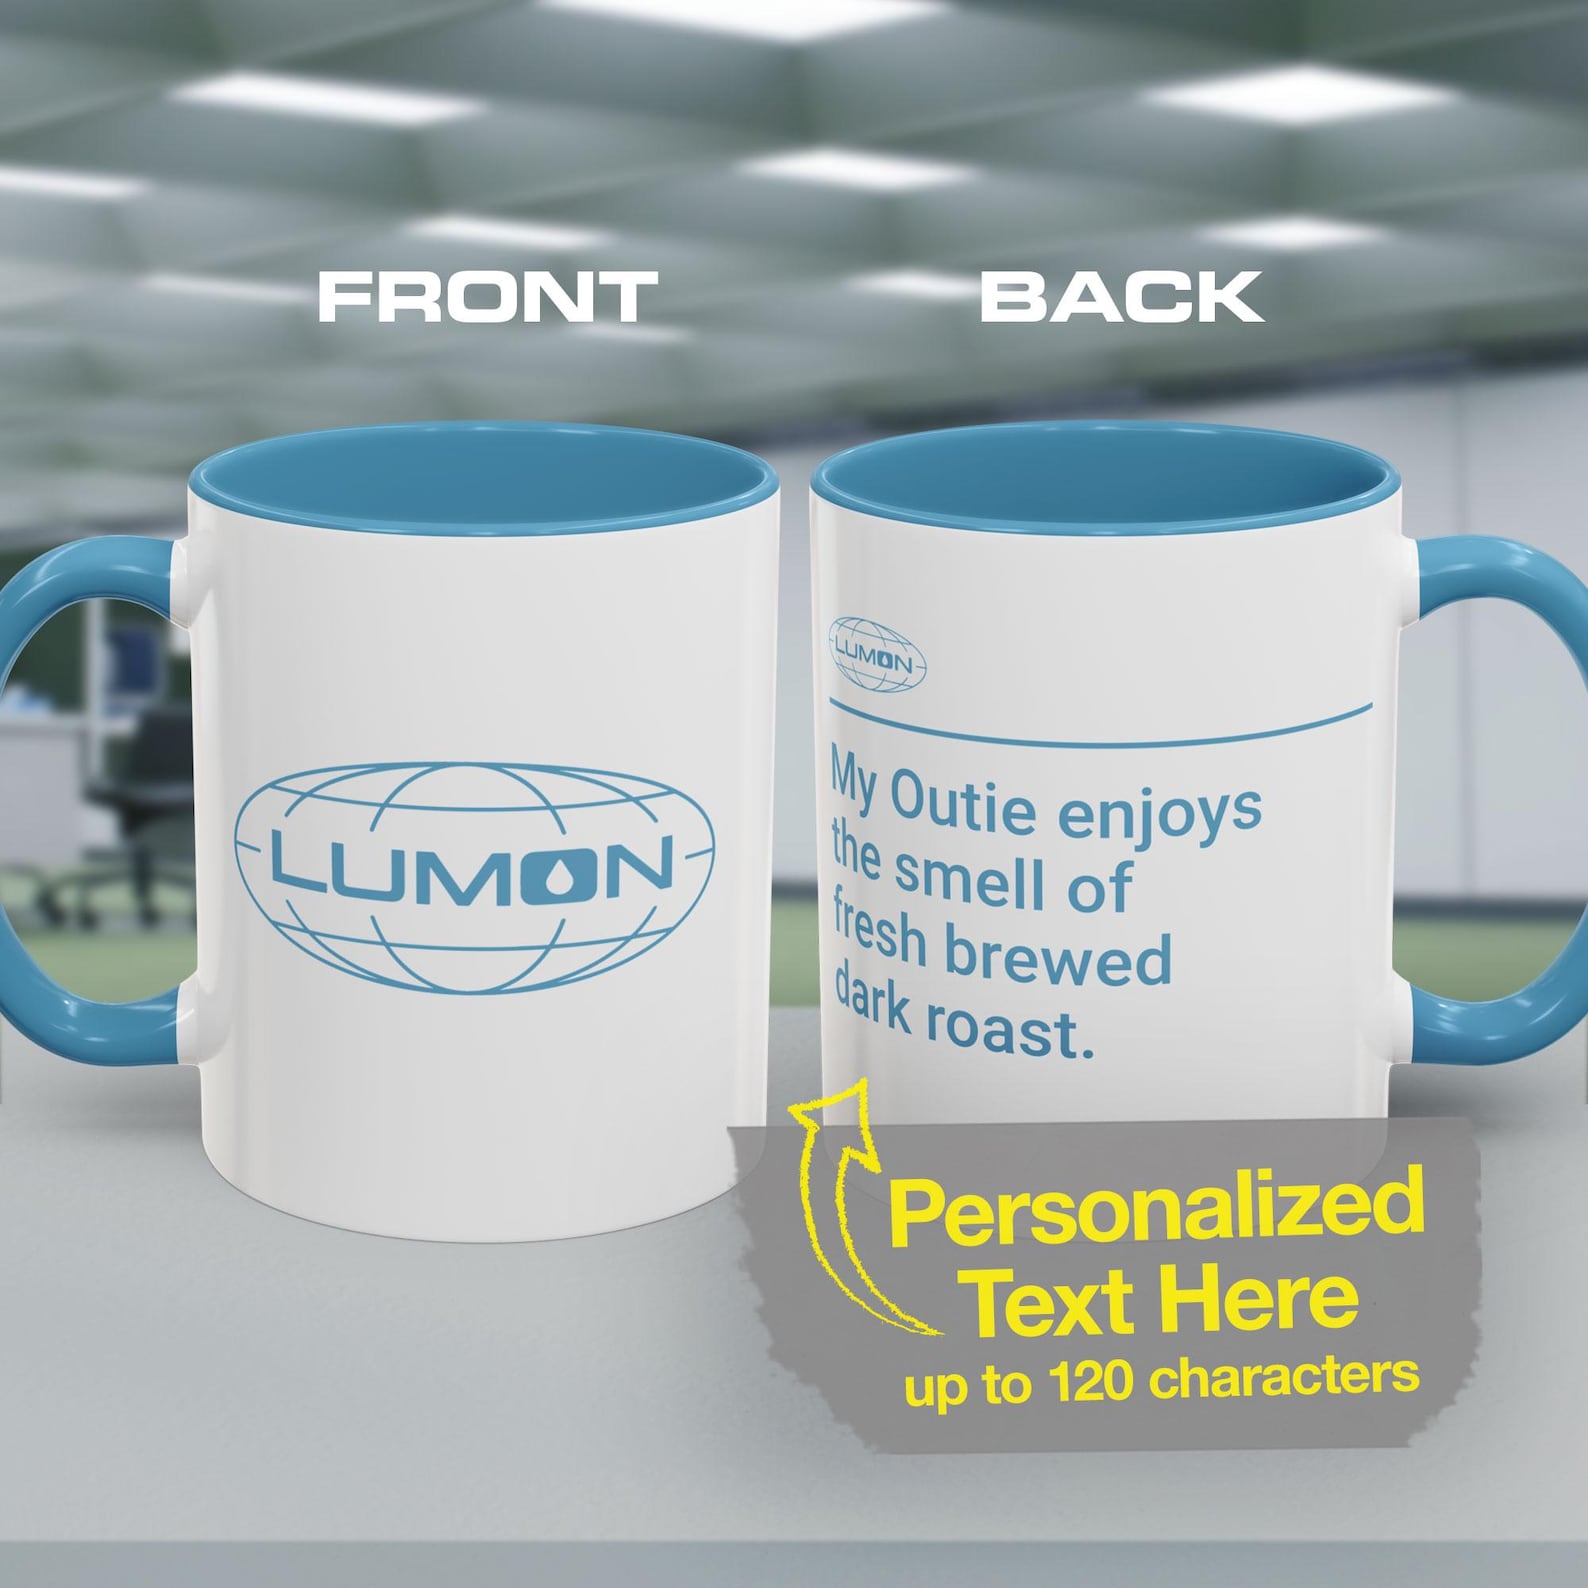 FRONT
BACK
LUMON
LUMON
My Outie enjoys
the smell of
fresh brewed
dark roast.
Personalized
Text Here
up to 120 characters